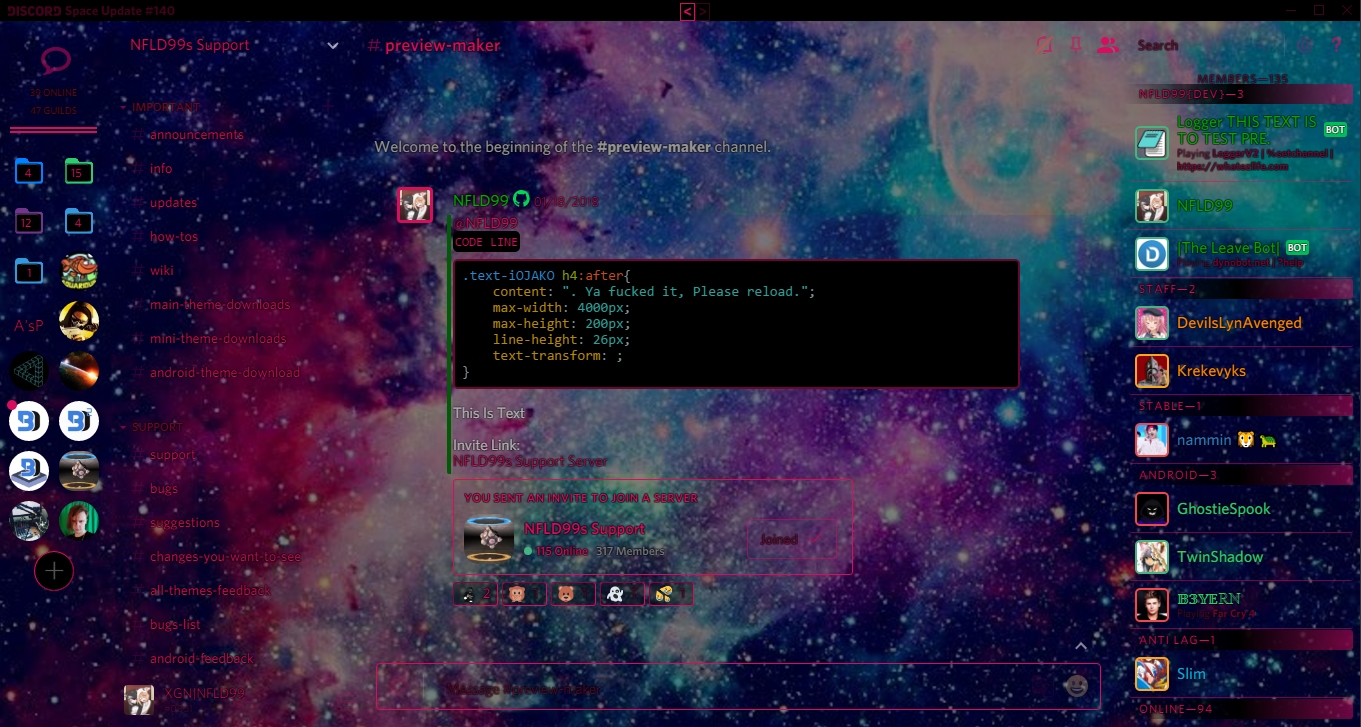 DISCORD Space Update #140
< >
39 ONLINE
47 GUILDS
4 15
12 4
1
A'sP
NFLD99s Support
IMPORTANT
# announcements
# info
# updates
# how-tos
# wiki
# main-theme-downloads
# mini-theme-downloads
# android-theme-download
SUPPORT
# support
# bugs
# suggestions
# changes-you-want-to-see
# all-themes-feedback
# bugs-list
# android-feedback
XGN|NFLD99
# preview-maker
Search
Welcome to the beginning of the #preview-maker channel.
NFLD99
@NFLD99
CODE LINE
.text-iOJAKO h4:after{
    content: ". Ya fucked it, Please reload.";
    max-width: 4000px;
    max-height: 200px;
    line-height: 26px;
    text-transform: ;
}
This Is Text
Invite Link:
NFLD99s Support Server
YOU SENT AN INVITE TO JOIN A SERVER
NFLD99s Support
115 Online 317 Members
Joined
2
Message #preview-maker
MEMBERS—135
NFLD99(DEV)—3
Logger THIS TEXT IS
TO TEST PRE. BOT
Playing LoggerV2 | %setchannel |
https://whatezlife.com
NFLD99
[The Leave Bot] BOT
STAFF—2
DevilsLynAvenged
Krekevyks
STABLE—1
nammin 🐯 🐛
ANDROID—3
GhostieSpook
TwinShadow
B3YERN
Playing Far Cry 4
ANTI LAG—1
Slim
ONLINE—94